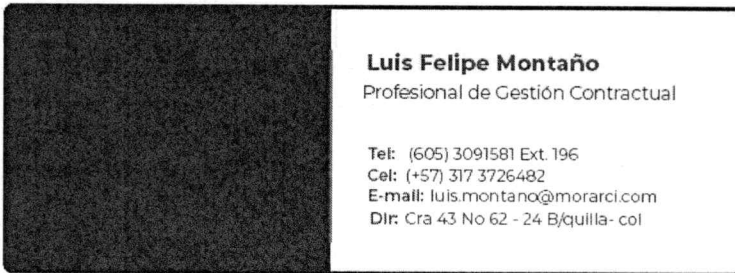 Luis Felipe Montaño
Profesional de Gestión Contractual
Tel: (605) 3091581 Ext. 196
Cel: (+57) 317 3726482
E-mail: luis.montano@morarci.com
Dir: Cra 43 No 62 - 24 B/quilla- col